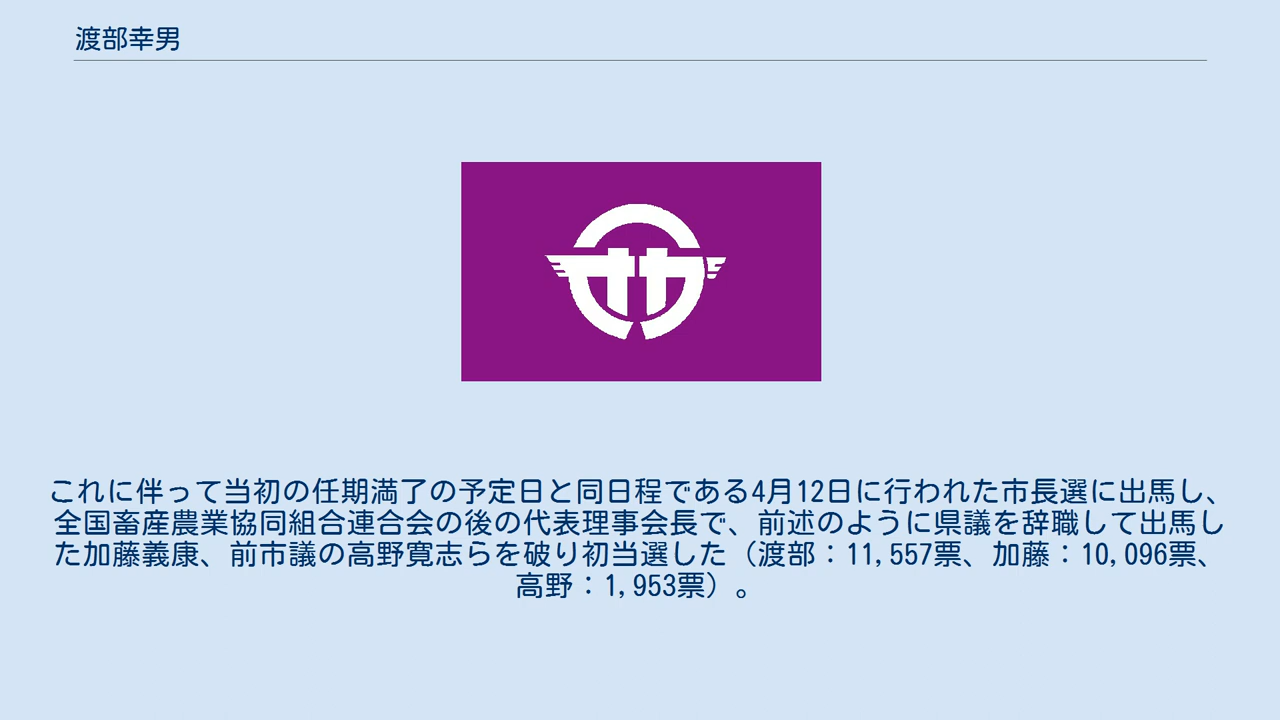 渡部幸男
これに伴って当初の任期満了の予定日と同日程である4月12日に行われた市長選に出馬し、
全国畜産農業協同組合連合会の後の代表理事会長で、前述のように県議を辞職して出馬し
た加藤義康、前市議の高野寛志らを破り初当選した（渡部：11,557票、加藤：10,096票、
高野：1,953票）。